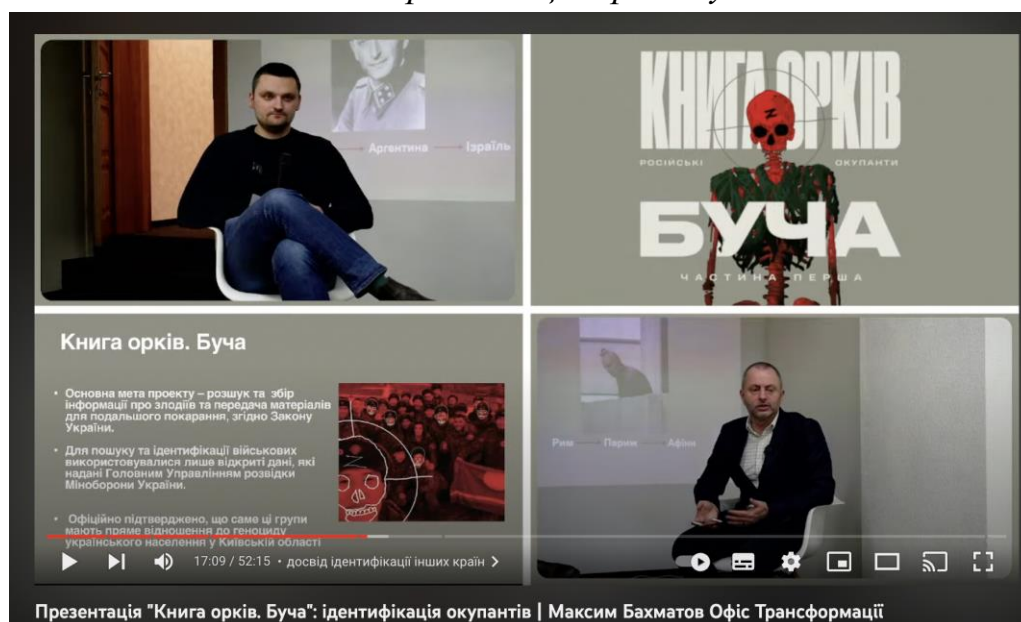 Аргентина
Ізраїль
КНИГА ОРКІВ
РОСІЙСЬКІ
ОКУПАНТИ
БУЧА
ЧАСТИНА ПЕРША
Книга орків. Буча
• Основна мета проекту – розшук та збір
інформації про злодіїв та передача матеріалів
для подальшого покарання, згідно Закону
України.
• Для пошуку та ідентифікації військових
використовувалися лише відкриті дані, які
надані Головним Управлінням розвідки
Міноборони України.
• Офіційно підтверджено, що саме ці групи
мають пряме відношення до геноциду
українського населення у Київській області
Рим
Париж
Афіни
17:09 / 52:15 • досвід ідентифікації інших країн
Презентація "Книга орків. Буча": ідентифікація окупантів | Максим Бахматов Офіс Трансформації